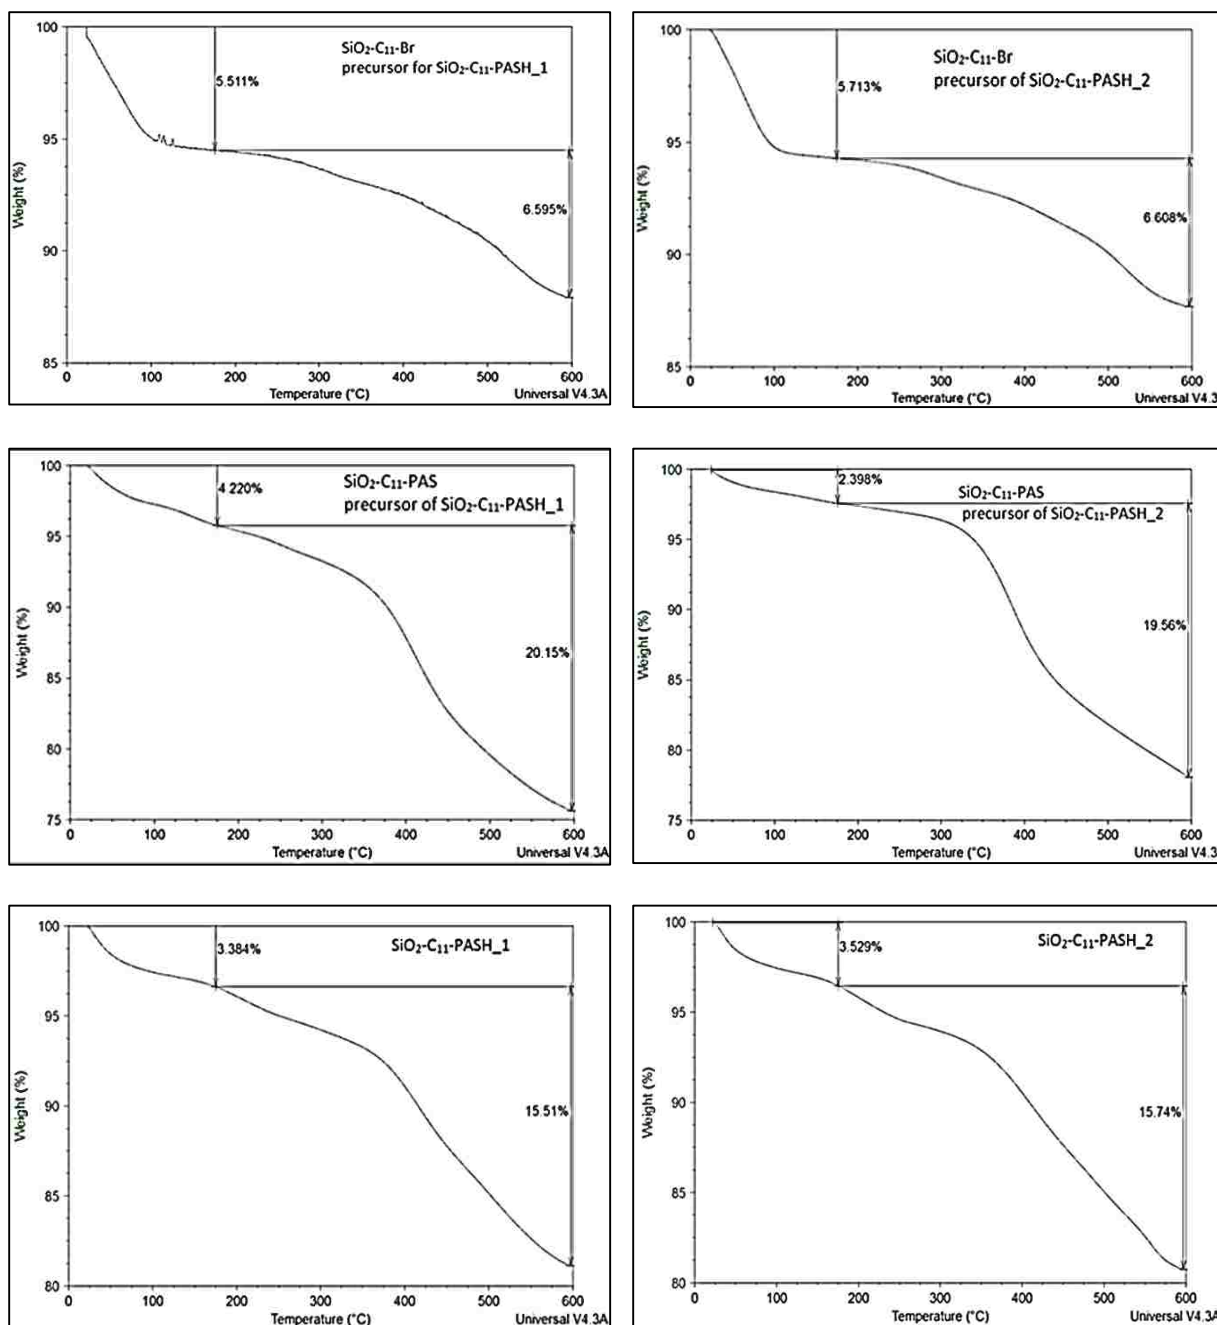 100
95
90
85
Weight (%)
5.511%
SiO₂-C₁₁-Br
precursor for SiO₂-C₁₁-PASH_1
6.595%
0 100 200 300 400 500 600
Temperature (°C)
Universal V4.3A
100
95
90
85
Weight (%)
5.713%
SiO₂-C₁₁-Br
precursor of SiO₂-C₁₁-PASH_2
6 608%
0 100 200 300 400 500 600
Temperature (°C)
Universal V4.3
100
95
90
85
80
75
Weight (%)
4 220%
SiO₂-C₁₁-PAS
precursor of SiO₂-C₁₁-PASH_1
20.15%
0 100 200 300 400 500 600
Temperature (°C)
Universal V4.3A
100
95
90
85
80
75
Weight (%)
2.398%
SiO₂-C₁₁-PAS
precursor of SiO₂-C₁₁-PASH_2
19.56%
0 100 200 300 400 500 600
Temperature (°C)
Universal V4.3
100
95
90
85
80
Weight (%)
3.384%
SiO₂-C₁₁-PASH_1
15.51%
0 100 200 300 400 500 600
Temperature (°C)
Universal V4.3A
100
95
90
85
80
Weight (%)
3.529%
SiO₂-C₁₁-PASH_2
15.74%
0 100 200 300 400 500 600
Temperature (°C)
Universal V4.3A